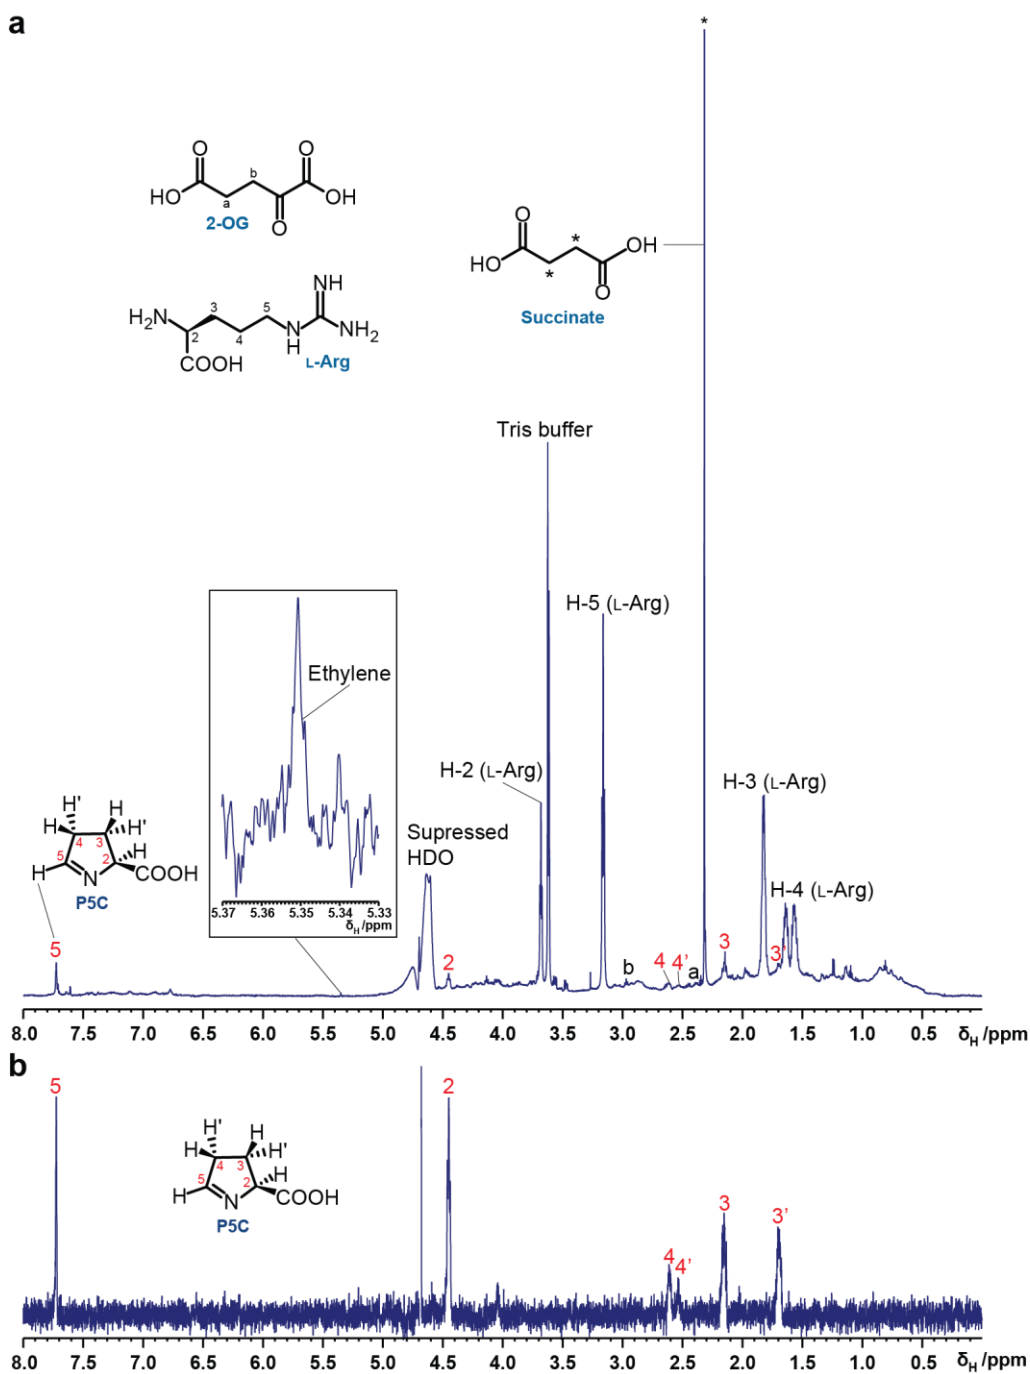 a
*
O
O
b
HO
a
OH
O
2-OG
O
*
OH
HO
*
O
Succinate
NH
H2N
3
5
2
4
N
H
NH2
COOH
L-Arg
Tris buffer
H-5 (L-Arg)
Ethylene
H-2 (L-Arg)
H-3 (L-Arg)
Supressed
HDO
H-4 (L-Arg)
5.37 5.36 5.35 5.34 5.33
δH /ppm
H' H
H H'
4 3
5 2 H
H N COOH
P5C
5
2
b
4
4'
a
3
3'
8.0 7.5 7.0 6.5 6.0 5.5 5.0 4.5 4.0 3.5 3.0 2.5 2.0 1.5 1.0 0.5 δH /ppm
b
5
2
H' H
H H'
4 3
5 2 H
H N COOH
P5C
4
4'
3
3'
8.0 7.5 7.0 6.5 6.0 5.5 5.0 4.5 4.0 3.5 3.0 2.5 2.0 1.5 1.0 0.5 δH /ppm